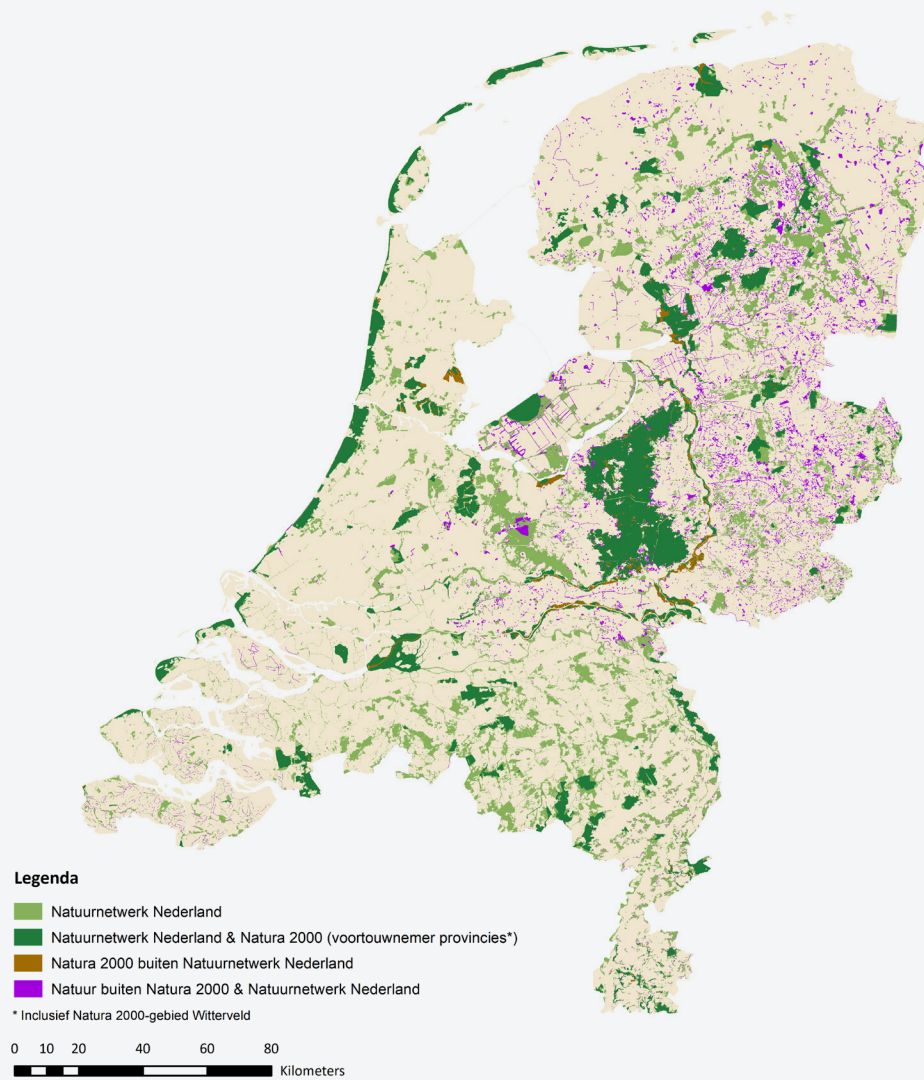 Legenda
Natuurnetwerk Nederland
Natuurnetwerk Nederland & Natura 2000 (voortouwnemer provincies*)
Natura 2000 buiten Natuurnetwerk Nederland
Natuur buiten Natura 2000 & Natuurnetwerk Nederland
* Inclusief Natura 2000-gebied Witterveld
0 10 20 40 60 80
Kilometers